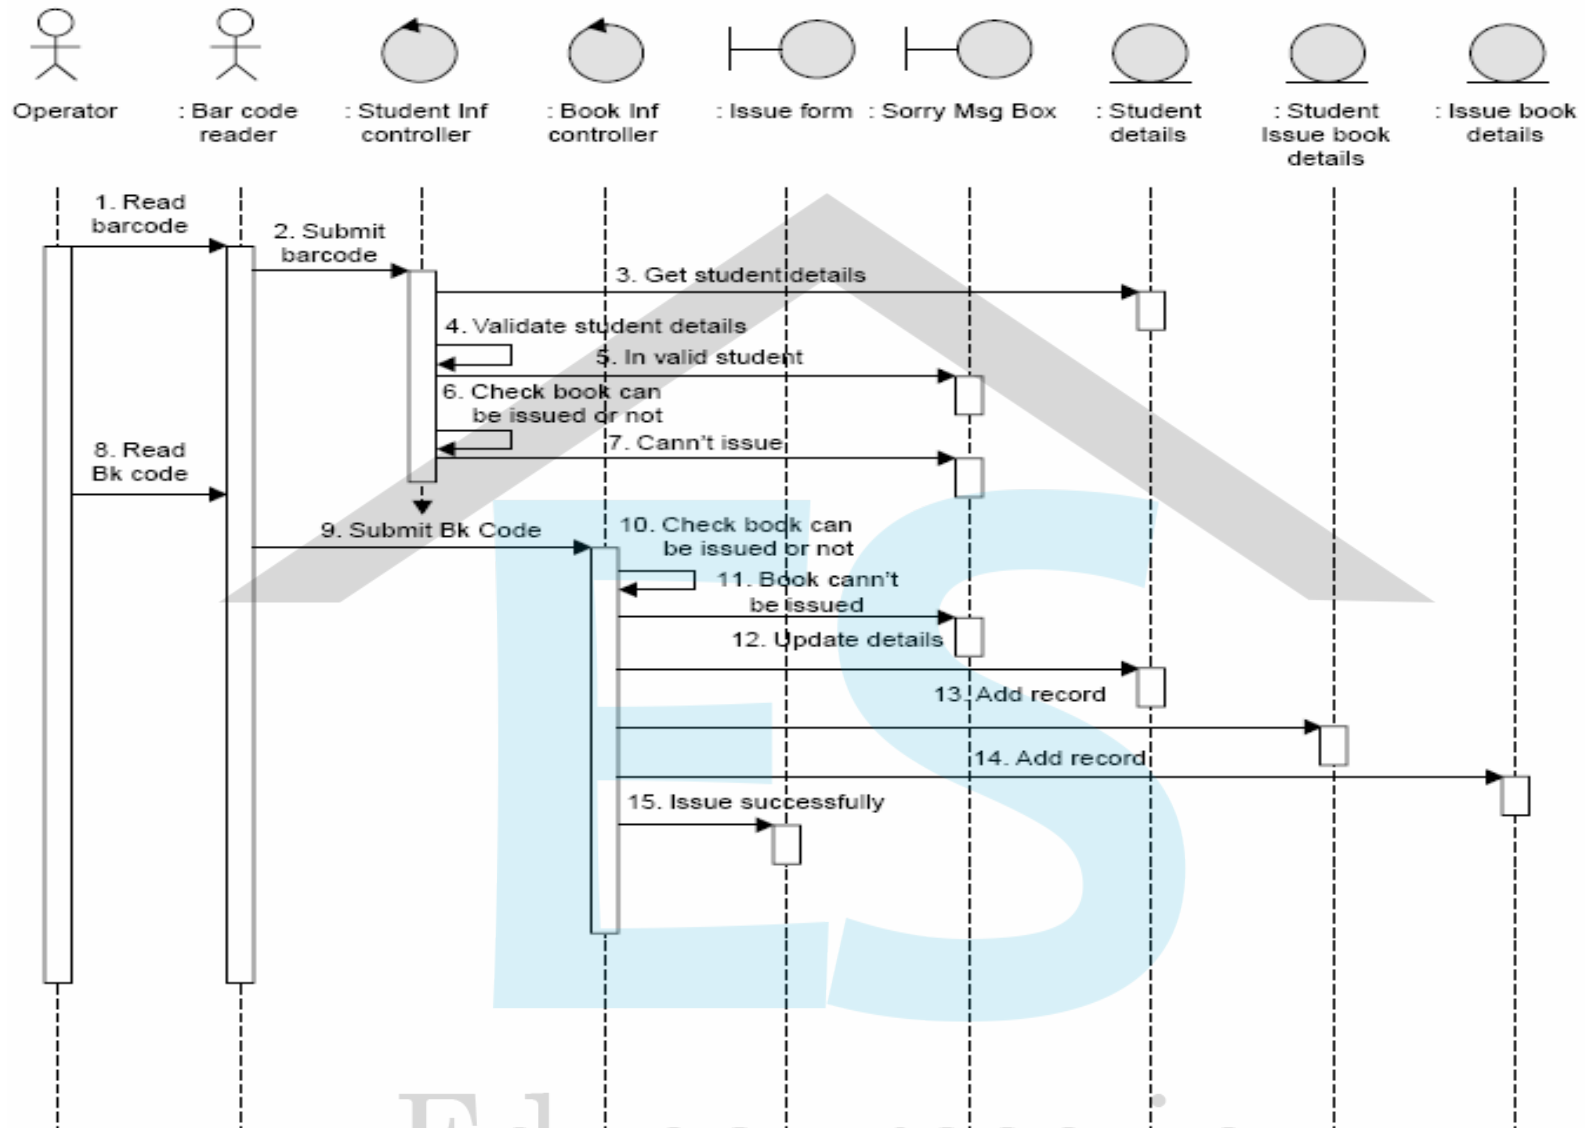 Operator
: Bar code
reader
: Student Inf
controller
: Book Inf
controller
: Issue form
: Sorry Msg Box
: Student
details
: Student
Issue book
details
: Issue book
details
1. Read
barcode
2. Submit
barcode
3. Get student details
4. Validate student details
5. In valid student
6. Check book can
be issued or not
7. Cann't issue
8. Read
Bk code
9. Submit Bk Code
10. Check book can
be issued or not
11. Book cann't
be issued
12. Update details
13. Add record
14. Add record
15. Issue successfully
ES